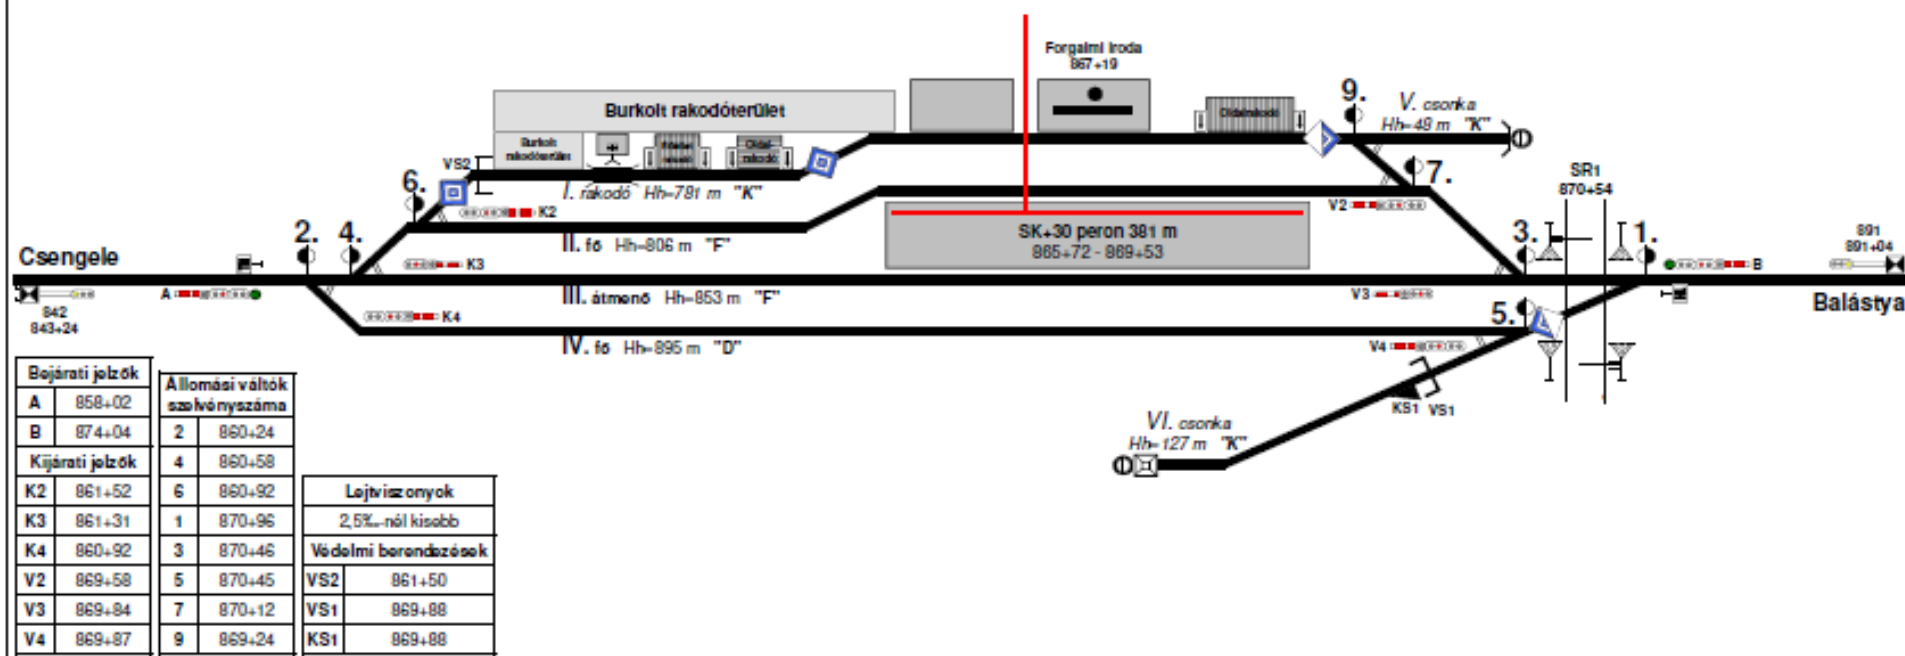 Forgalmi Iroda
867+19
Burkolt rakodóterület
Burkolt
rakodóterület
Oldal-
rakodó
Oldalrakodó
9.
V. csonka
Hh=49 m "K"
VS2
6.
I. rakodó Hh=781 m "K"
7.
SR1
870+54
K2
V2
2.
4.
II. fő Hh=806 m "F"
SK+30 peron 381 m
865+72 - 869+53
3.
1.
891
891+04
Csengele
K3
B
A
III. átmenő Hh=853 m "F"
V3
Balástya
842
843+24
K4
5.
IV. fő Hh=895 m "D"
V4
KS1 VS1
VI. csonka
Hh=127 m "K"
Bejárati jelzők
A 858+02
B 874+04
Kijárati jelzők
K2 861+52
K3 861+31
K4 860+92
V2 869+58
V3 869+84
V4 869+87
Állomási váltók
szelvényszáma
2 860+24
4 860+58
6 860+92
1 870+96
3 870+46
5 870+45
7 870+12
9 869+24
Lejtviszonyok
2,5‰-nél kisebb
Védelmi berendezések
VS2 861+50
VS1 869+88
KS1 869+88